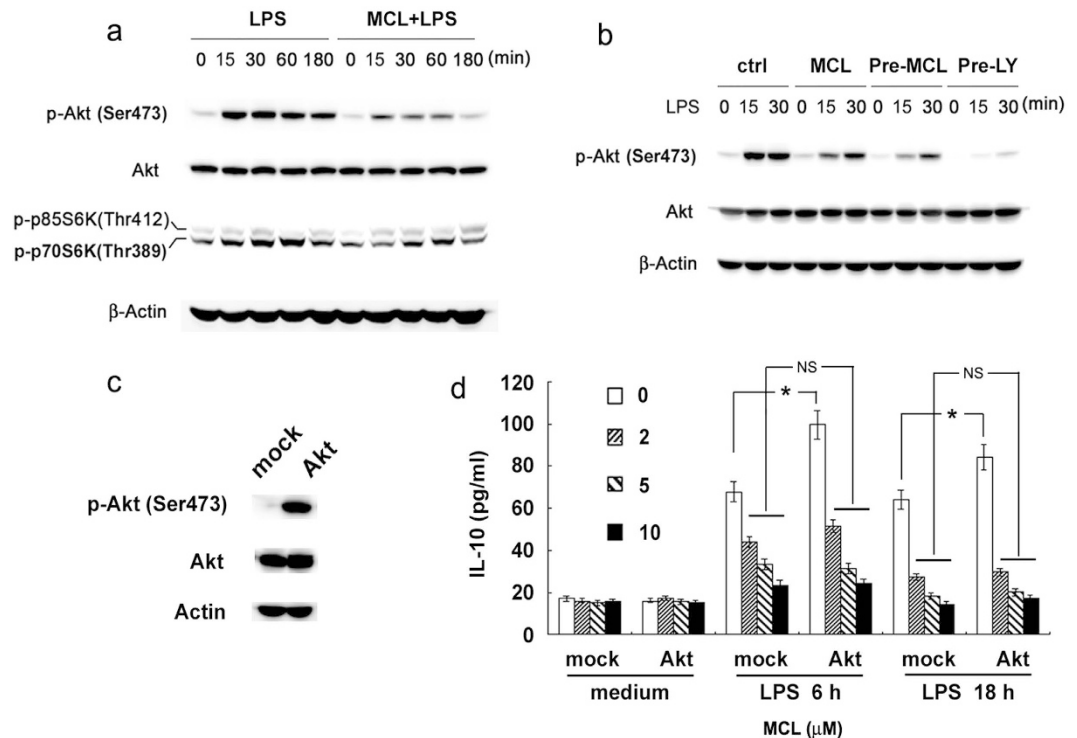 a
LPS MCL+LPS
0 15 30 60 180 0 15 30 60 180 (min)
p-Akt (Ser473)
Akt
p-p85S6K(Thr412)
p-p70S6K(Thr389)
β-Actin
b
ctrl MCL Pre-MCL Pre-LY
LPS 0 15 30 0 15 30 0 15 30 0 15 30 (min)
p-Akt (Ser473)
Akt
β-Actin
c
mock Akt
p-Akt (Ser473)
Akt
Actin
d
IL-10 (pg/ml)
120
100
80
60
40
20
0
0
2
5
10
* NS * NS
mock Akt mock Akt mock Akt
medium LPS 6 h LPS 18 h
MCL (μM)